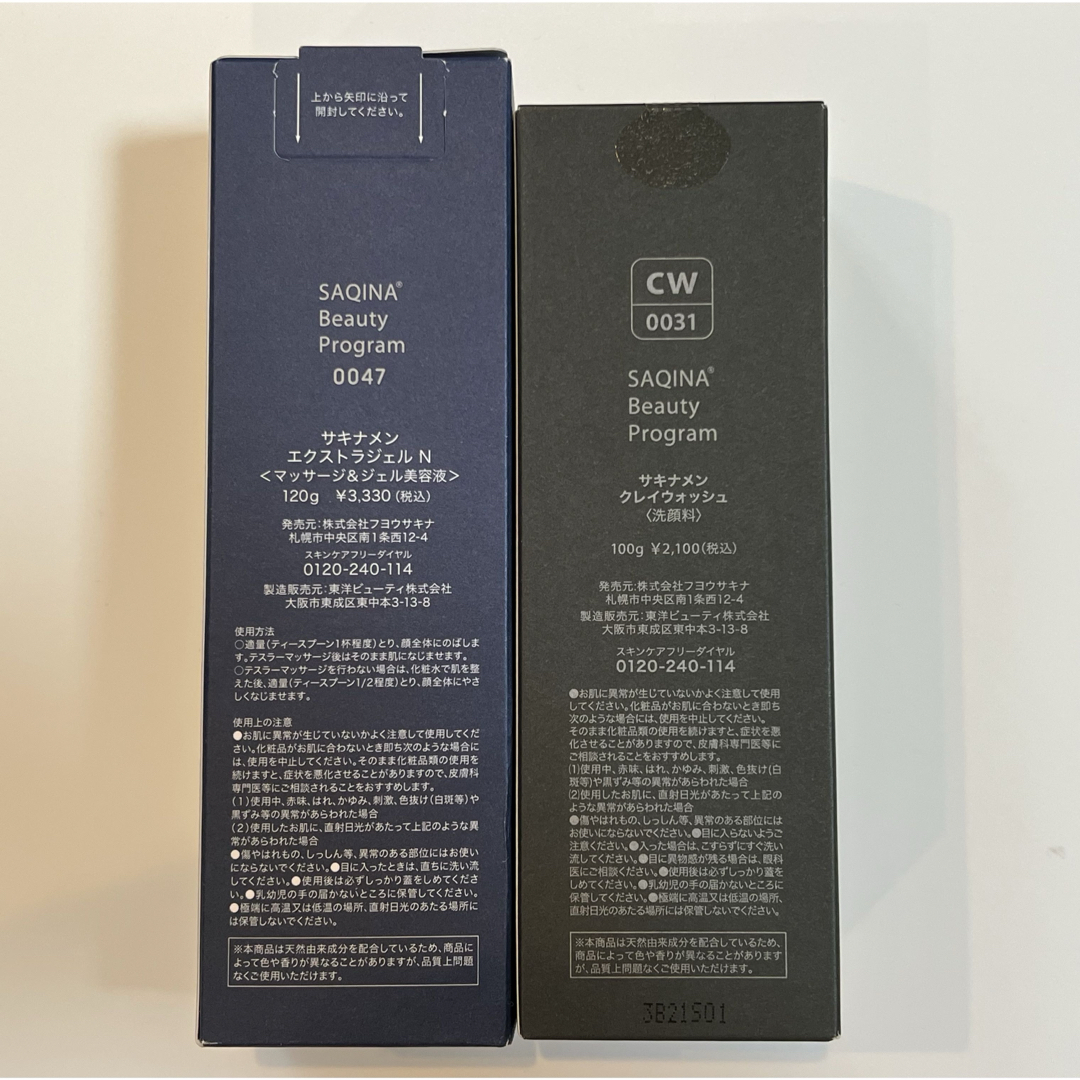 上から矢印に沿って
開封してください。
SAQINA®
Beauty
Program
0047
サキナメン
エクストラジェル N
＜マッサージ&ジェル美容液＞
120g ¥3,330(税込)
発売元:株式会社フヨウサキナ
札幌市中央区南1条西12-4
スキンケアフリーダイヤル
0120-240-114
製造販売元:東洋ビューティ株式会社
大阪市東成区東中本3-13-8
使用方法
○適量(ティースプーン1杯程度)とり、顔全体にのばしま
す。テスラーマッサージ後はそのまま肌になじませます。
○テスラーマッサージを行わない場合は、化粧水で肌を整
えた後、適量(ティースプーン1/2程度)とり、顔全体にやさ
しくなじませます。
使用上の注意
●お肌に異常が生じていないかよく注意して使用してくだ
さい。化粧品がお肌に合わないとき即ち次のような場合に
は、使用を中止してください。そのまま化粧品類の使用を
続けますと、症状を悪化させることがありますので、皮膚科
専門医等にご相談されることをおすすめします。
(1)使用中、赤味、はれ、かゆみ、刺激、色抜け(白斑等)や
黒ずみ等の異常があらわれた場合
(2)使用したお肌に、直射日光があたって上記のような異
常があらわれた場合
●傷やはれもの、しっしん等、異常のある部位にはお使い
にならないでください。●目に入ったときは、直ちに洗い流
してください。●使用後は必ずしっかり蓋をしめてくださ
い。●乳幼児の手の届かないところに保管してください。
●極端に高温又は低温の場所、直射日光のあたる場所に
は保管しないでください。
※本商品は天然由来成分を配合しているため、商品に
よって色や香りが異なることがありますが、品質上問題
なくご使用いただけます。
CW
0031
SAQINA®
Beauty
Program
サキナメン
クレイウォッシュ
〈洗顔料〉
100g ¥2,100(税込)
発売元:株式会社フヨウサキナ
札幌市中央区南1条西12-4
製造販売元:東洋ビューティ株式会社
大阪市東成区東中本3-13-8
スキンケアフリーダイヤル
0120-240-114
●お肌に異常が生じていないかよく注意して使用
してください。化粧品がお肌に合わないとき即ち
次のような場合には、使用を中止してください。
そのまま化粧品類の使用を続けますと、症状を悪
化させることがありますので、皮膚科専門医等に
ご相談されることをおすすめします。
(1)使用中、赤味、はれ、かゆみ、刺激、色抜け(白
斑等)や黒ずみ等の異常があらわれた場合
(2)使用したお肌に、直射日光があたって上記の
ような異常があらわれた場合
●傷やはれもの、しっしん等、異常のある部位には
お使いにならないでください。●目に入らないようご
注意ください。●入った場合は、こすらずにすぐ洗い
流してください。●目に異物感が残る場合は、眼科
医にご相談ください。●使用後は必ずしっかり蓋を
しめてください。●乳幼児の手の届かないところに
保管してください。●極端に高温又は低温の場所、
直射日光のあたる場所には保管しないでください。
※本商品は天然由来成分を配合しているため、
商品によって色や香りが異なることがあります
が、品質上問題なくご使用いただけます。
3B21S01